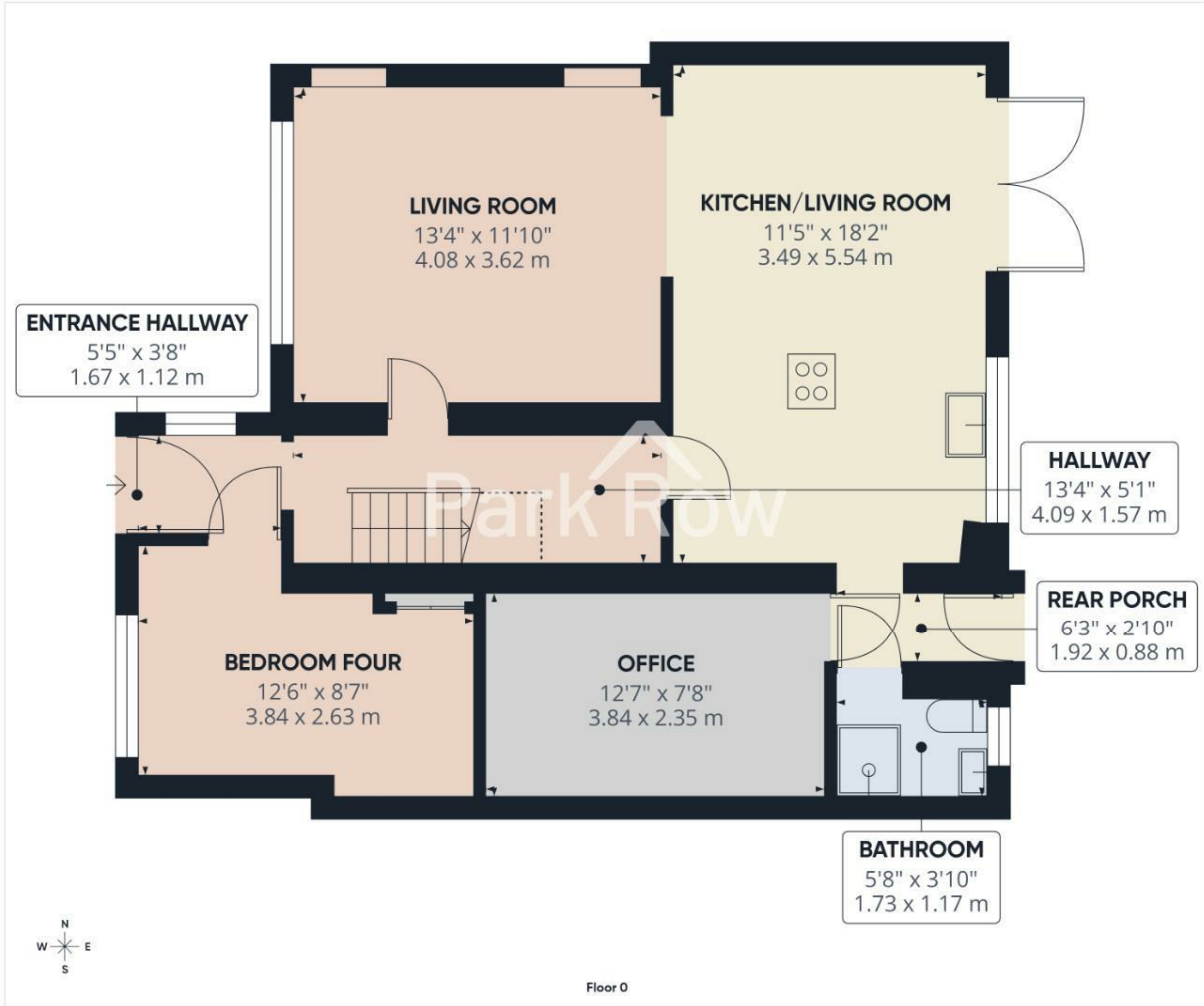 LIVING ROOM
13'4" x 11'10"
4.08 x 3.62 m
KITCHEN/LIVING ROOM
11'5" x 18'2"
3.49 x 5.54 m
ENTRANCE HALLWAY
5'5" x 3'8"
1.67 x 1.12 m
Park Row
HALLWAY
13'4" x 5'1"
4.09 x 1.57 m
REAR PORCH
6'3" x 2'10"
1.92 x 0.88 m
BEDROOM FOUR
12'6" x 8'7"
3.84 x 2.63 m
OFFICE
12'7" x 7'8"
3.84 x 2.35 m
BATHROOM
5'8" x 3'10"
1.73 x 1.17 m
N
W E
S
Floor 0